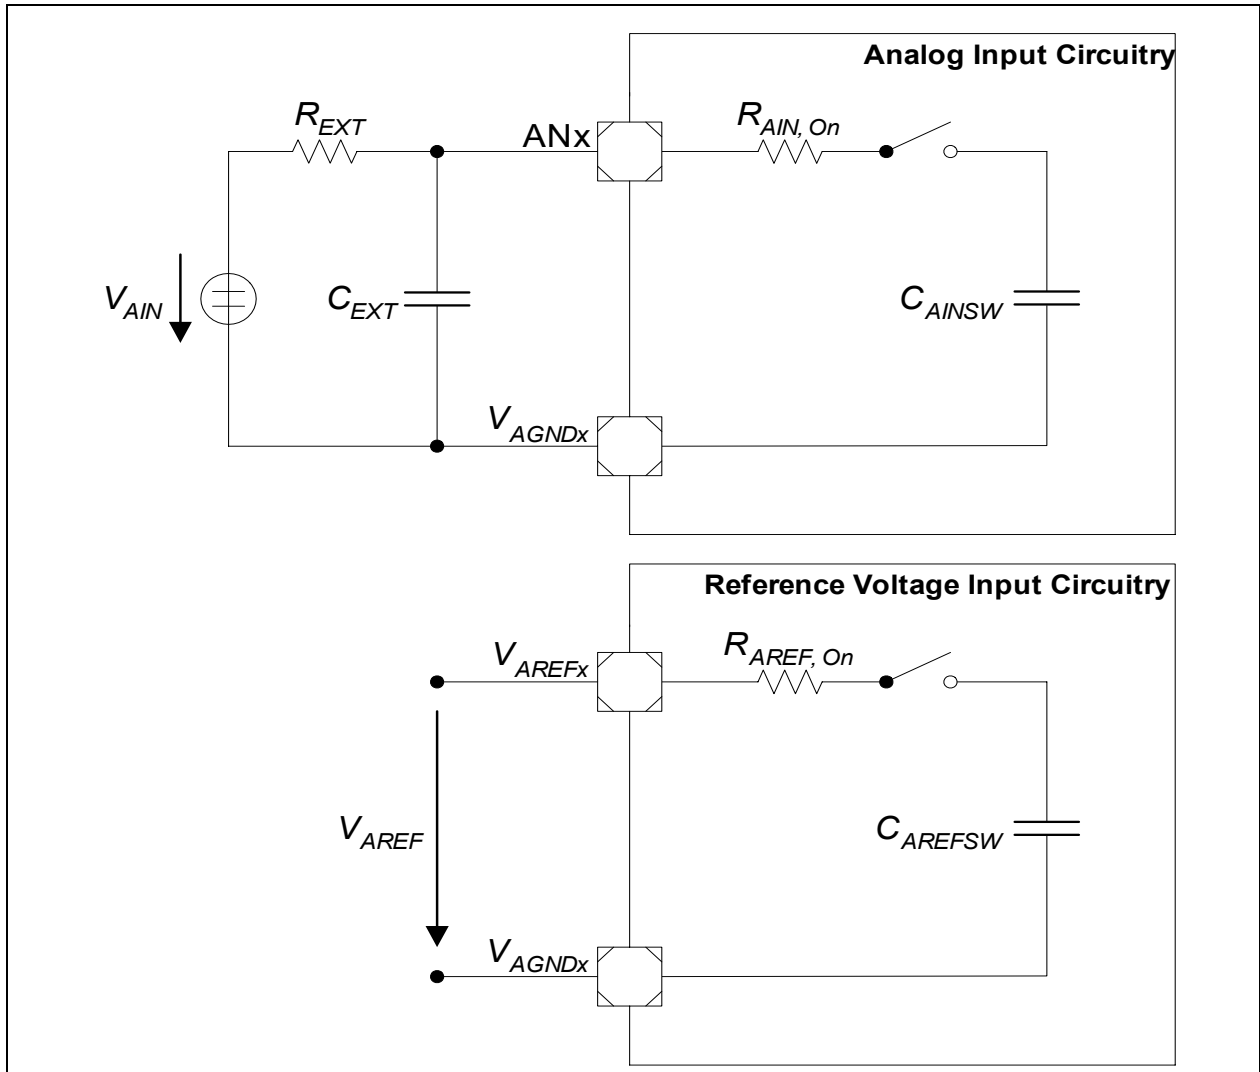 Analog Input Circuitry
R_EXT
ANx
R_AIN, On
V_AIN
C_EXT
C_AINSW
V_AGNDx
Reference Voltage Input Circuitry
V_AREFx
R_AREF, On
V_AREF
C_AREFSW
V_AGNDx